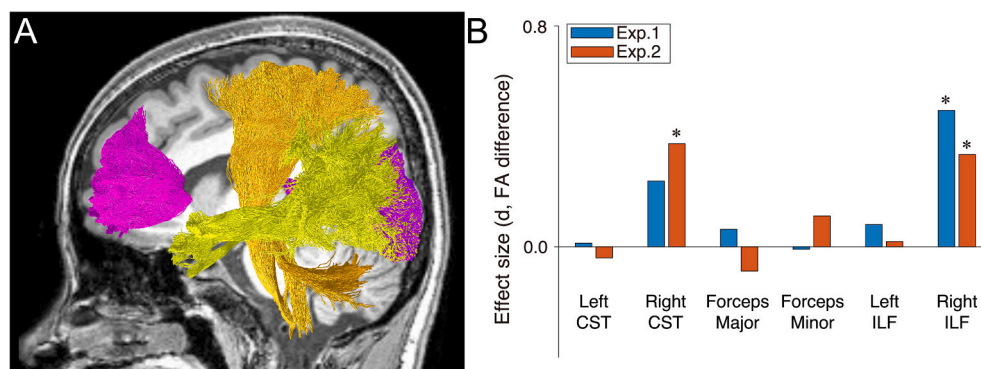 A
B
Effect size (d, FA difference)
0.8
0.0
Exp.1
Exp.2
*
*
*
Left
CST
Right
CST
Forceps
Major
Forceps
Minor
Left
ILF
Right
ILF